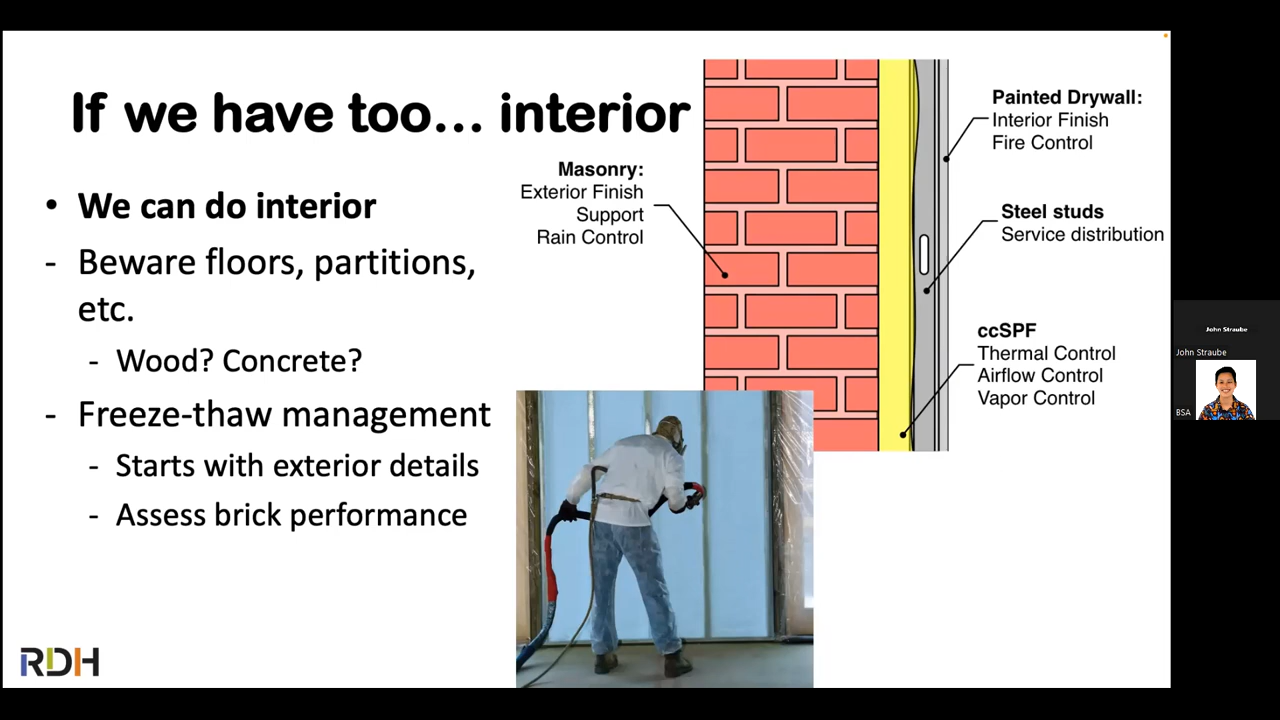 If we have too... interior
• We can do interior
- Beware floors, partitions,
etc.
- Wood? Concrete?
- Freeze-thaw management
- Starts with exterior details
- Assess brick performance
Masonry:
Exterior Finish
Support
Rain Control
Painted Drywall:
Interior Finish
Fire Control
Steel studs
Service distribution
ccSPF
Thermal Control
Airflow Control
Vapor Control
RDH
John Straube
John Straube
BSA